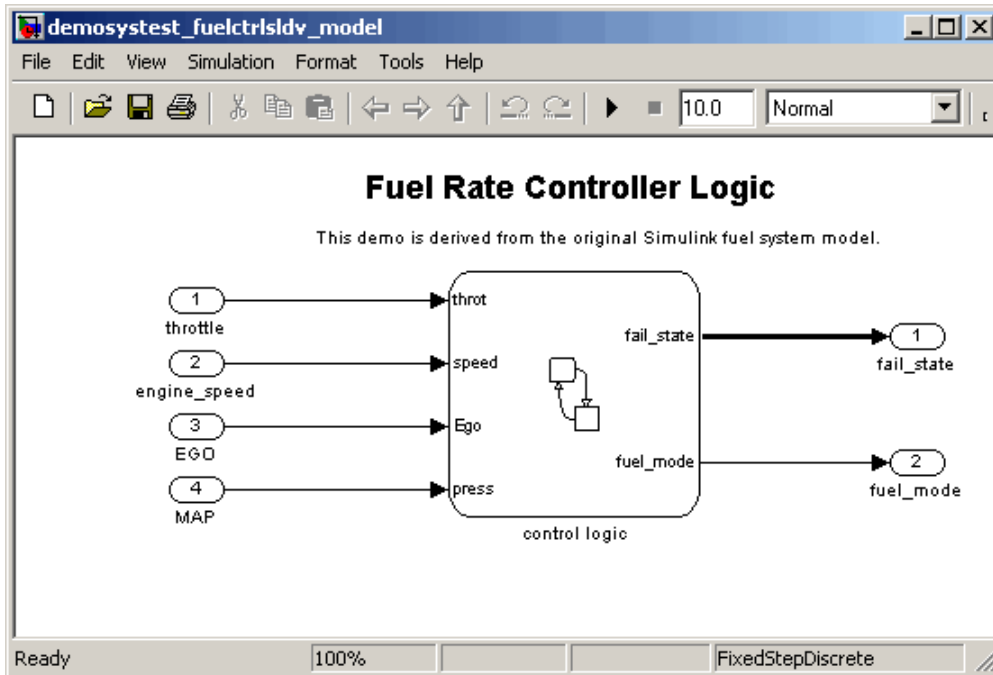 demosystest_fuelctrlsldv_model
File Edit View Simulation Format Tools Help
10.0 Normal
Fuel Rate Controller Logic
This demo is derived from the original Simulink fuel system model.
1 throt
throttle
fail_state 1
fail_state
2 speed
engine_speed
3 Ego
EGO
fuel_mode 2
fuel_mode
4 press
MAP
control logic
Ready 100% FixedStepDiscrete